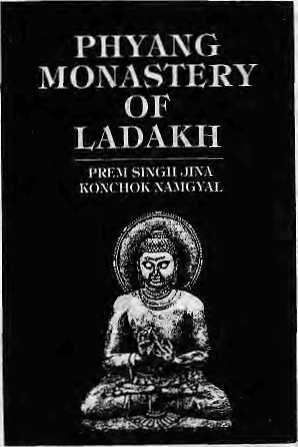 PHYANG
MONASTERY
OF
LADAKH
PREM SINGH JINA
KONCHOK NAMGYAL